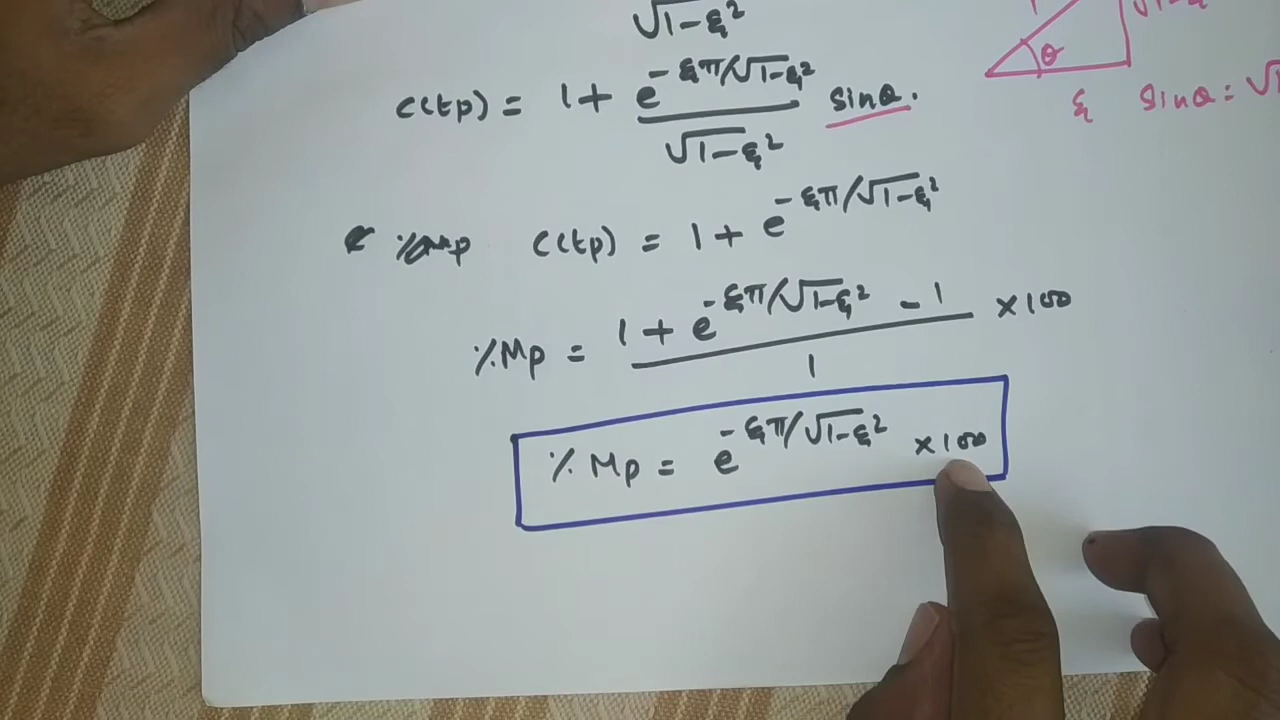 √1-ξ²
c(tp) = 1 + e^-ξπ/√1-ξ² / √1-ξ² sinθ.
θ
ξ sinθ = √1
c(tp) = 1 + e^-ξπ/√1-ξ²
%Mp = 1 + e^-ξπ/√1-ξ² - 1 / 1 × 100
% Mp = e^-ξπ/√1-ξ² × 100